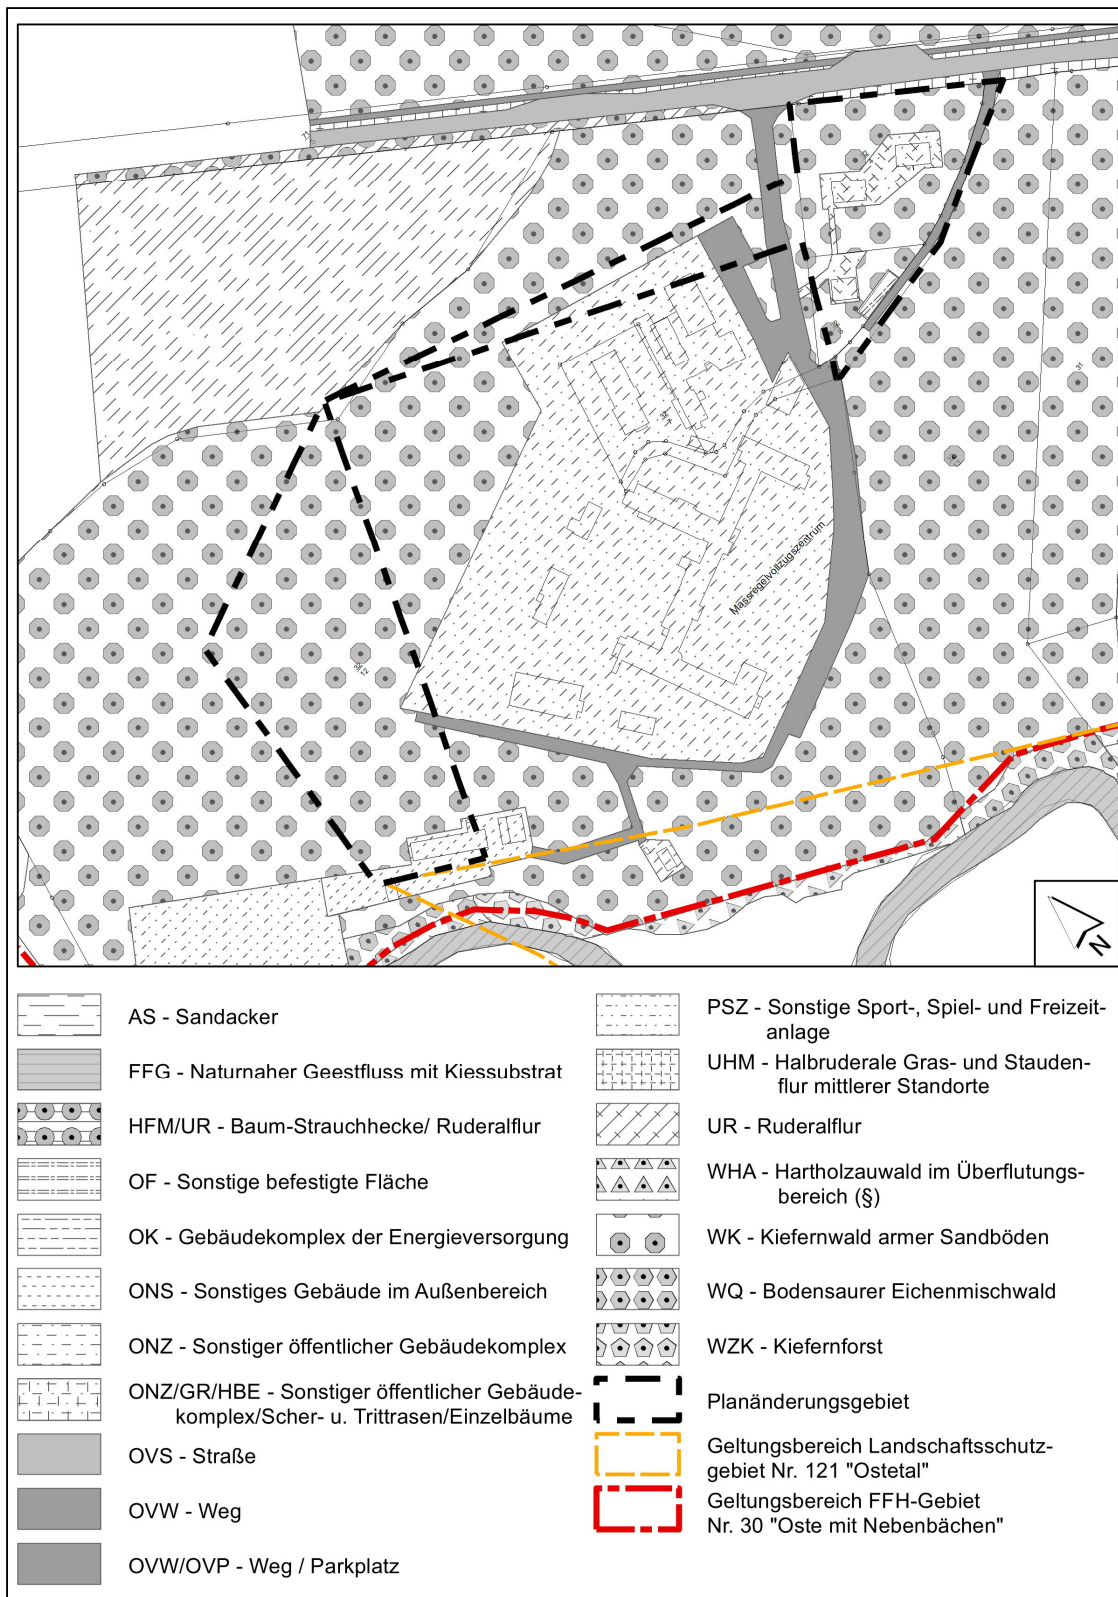 31
Massregelvollzugszentrum
N
AS - Sandacker
FFG - Naturnaher Geestfluss mit Kiessubstrat
HFM/UR - Baum-Strauchhecke/ Ruderalflur
OF - Sonstige befestigte Fläche
OK - Gebäudekomplex der Energieversorgung
ONS - Sonstiges Gebäude im Außenbereich
ONZ - Sonstiger öffentlicher Gebäudekomplex
ONZ/GR/HBE - Sonstiger öffentlicher Gebäude-
komplex/Scher- u. Trittrasen/Einzelbäume
OVS - Straße
OVW - Weg
OVW/OVP - Weg / Parkplatz
PSZ - Sonstige Sport-, Spiel- und Freizeit-
anlage
UHM - Halbruderale Gras- und Stauden-
flur mittlerer Standorte
UR - Ruderalflur
WHA - Hartholzauwald im Überflutungs-
bereich (§)
WK - Kiefernwald armer Sandböden
WQ - Bodensaurer Eichenmischwald
WZK - Kiefernforst
Planänderungsgebiet
Geltungsbereich Landschaftsschutz-
gebiet Nr. 121 "Ostetal"
Geltungsbereich FFH-Gebiet
Nr. 30 "Oste mit Nebenbächen"